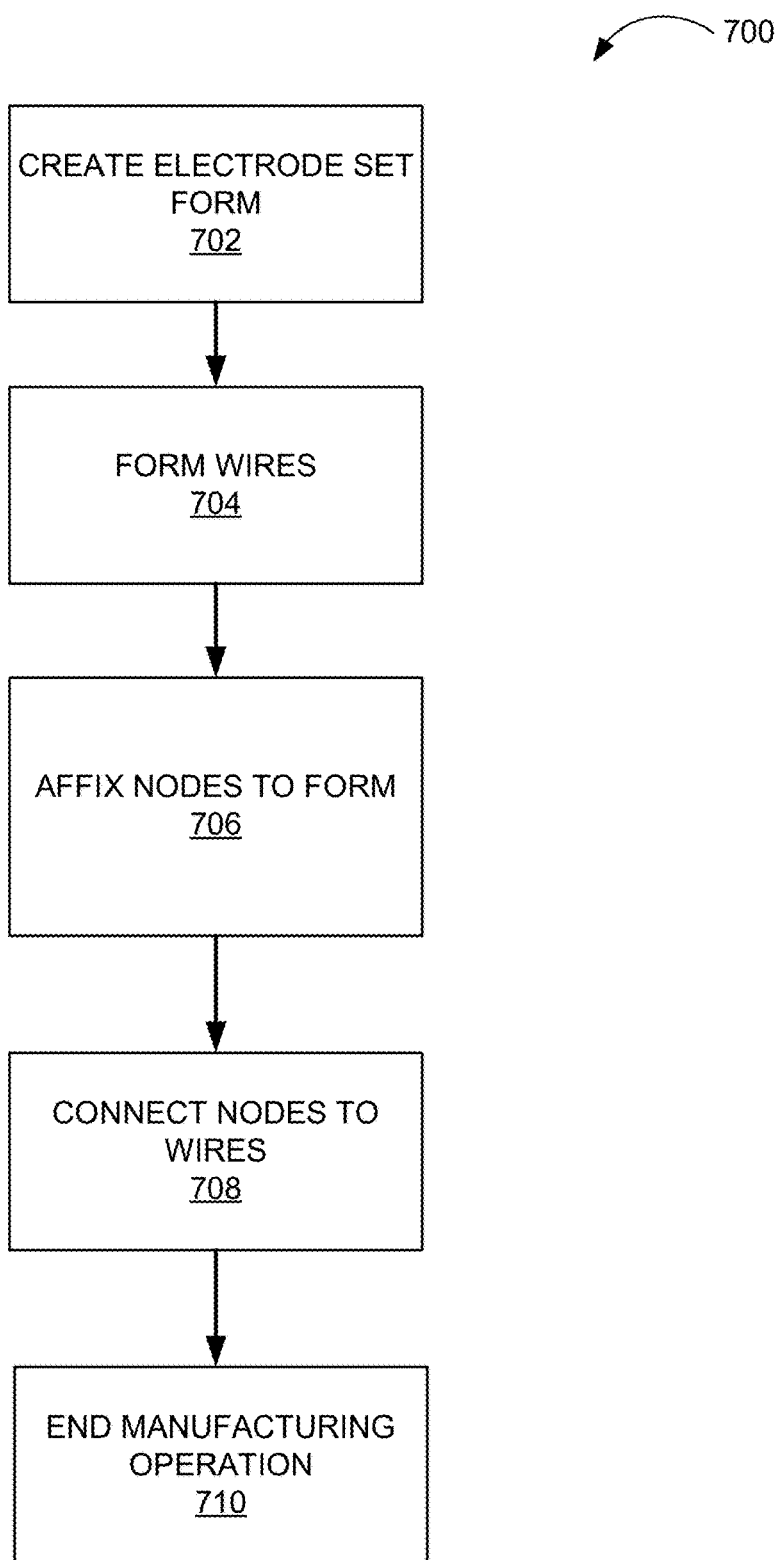 700
CREATE ELECTRODE SET
FORM
702
FORM WIRES
704
AFFIX NODES TO FORM
706
CONNECT NODES TO
WIRES
708
END MANUFACTURING
OPERATION
710